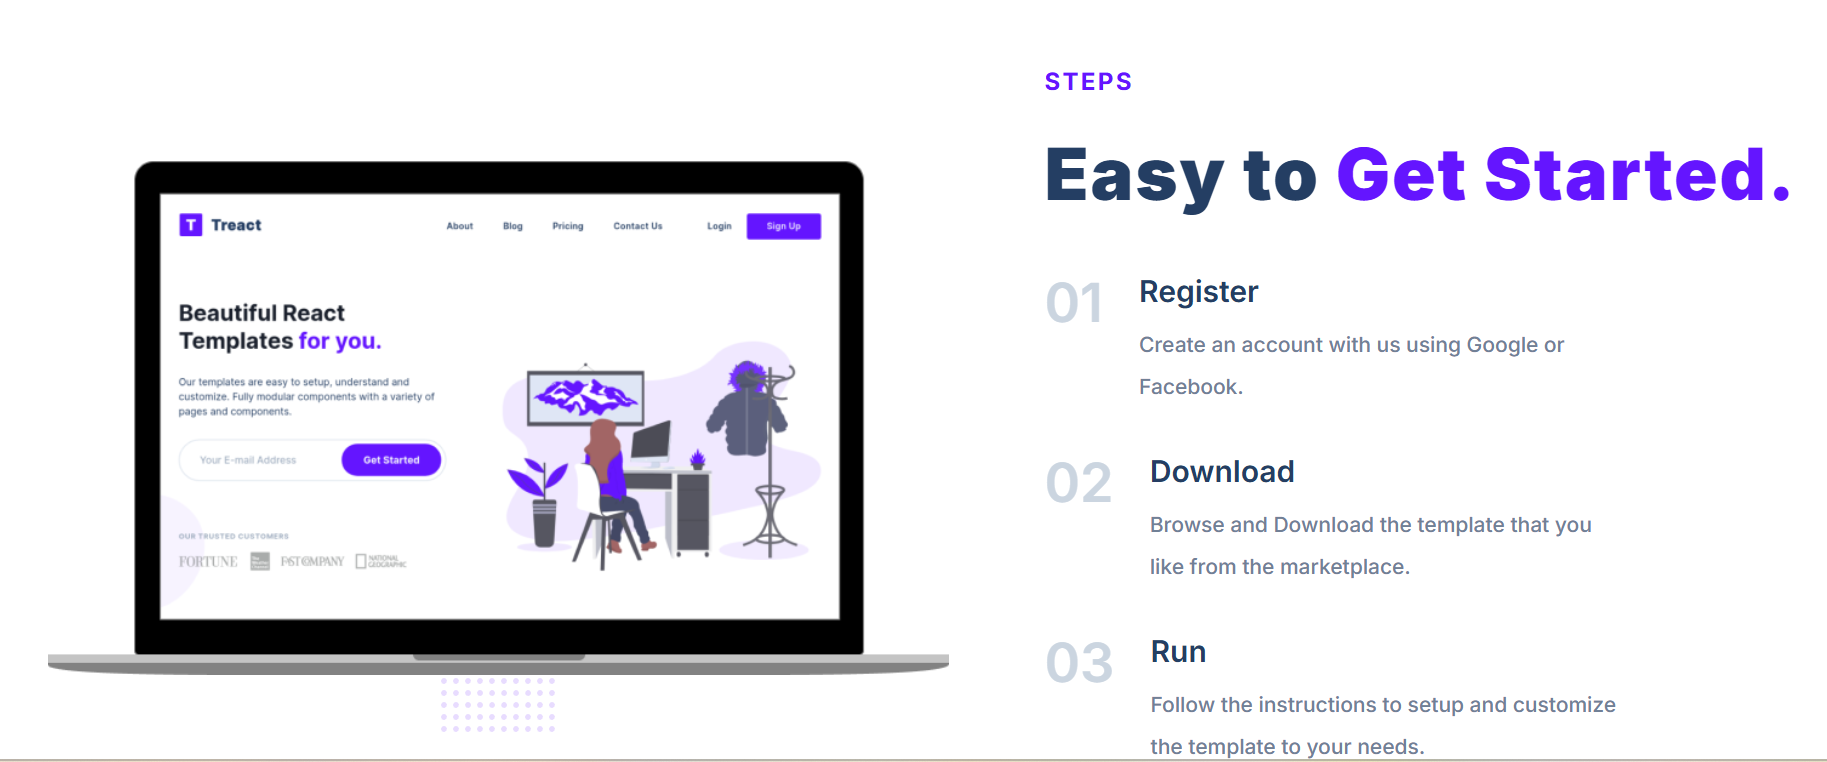 STEPS
Easy to Get Started.
01 Register
Create an account with us using Google or
Facebook.
02 Download
Browse and Download the template that you
like from the marketplace.
03 Run
Follow the instructions to setup and customize
the template to your needs.
T Treact About Blog Pricing Contact Us Login Sign Up
Beautiful React
Templates for you.
Our templates are easy to setup, understand and
customize. Fully modular components with a variety of
pages and components.
Your E-mail Address Get Started
OUR TRUSTED CUSTOMERS
FORTUNE FAST COMPANY NATIONAL
GEOGRAPHIC